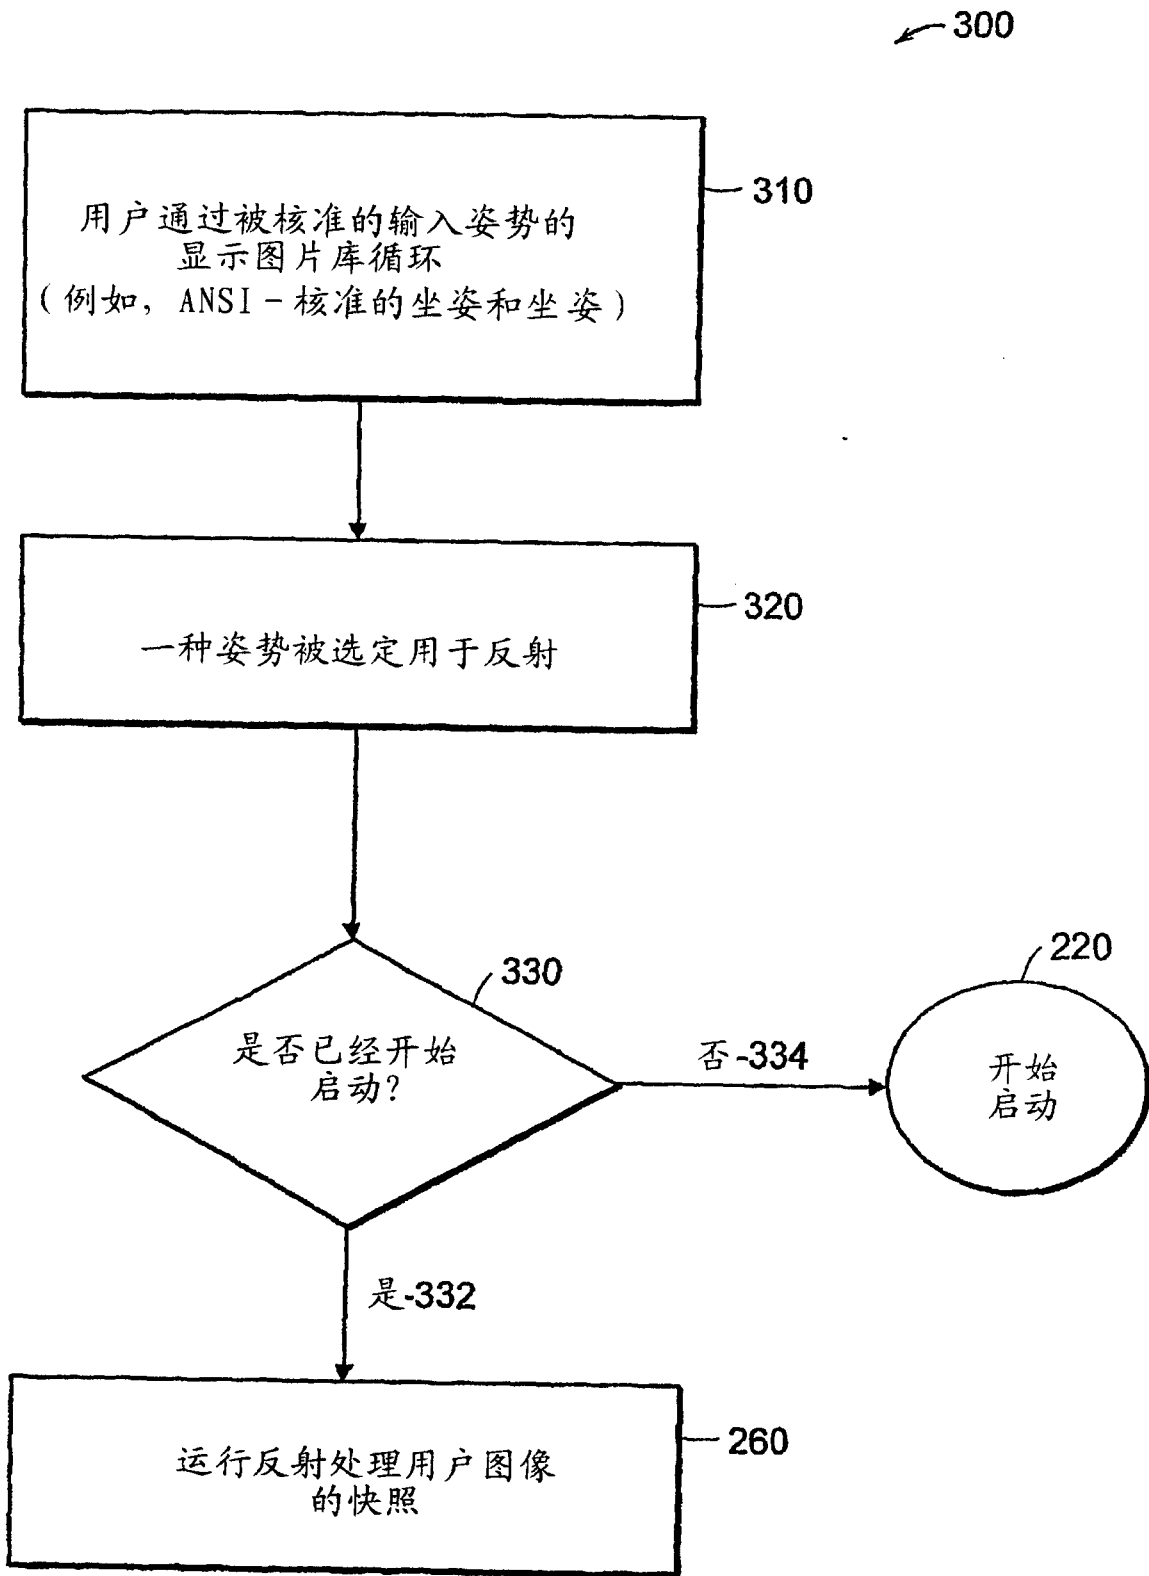 300
用户通过被核准的输入姿势的
显示图片库循环
(例如, ANSI-核准的坐姿和坐姿)
310
一种姿势被选定用于反射
320
330
是否已经开始
启动?
否-334
220
开始
启动
是-332
运行反射处理用户图像
的快照
260